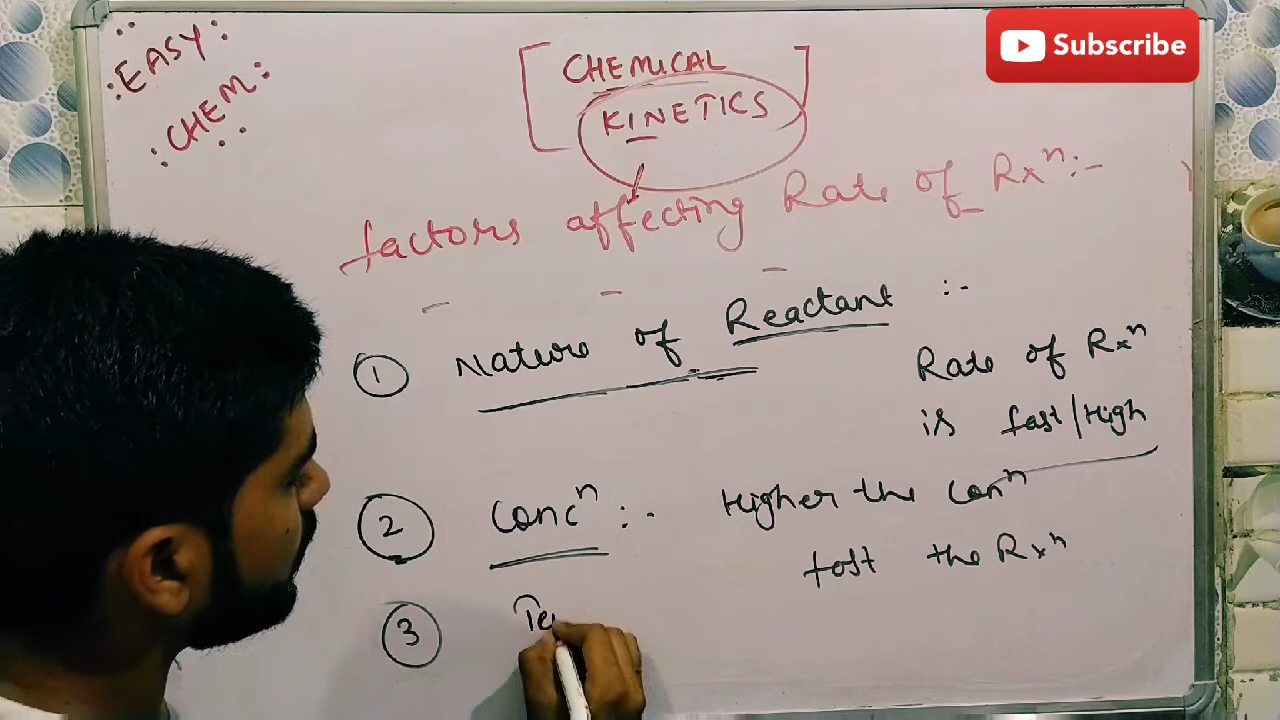 : EASY :
: CHEM :
Subscribe
[ CHEMICAL ]
KINETICS
factors affecting Rate of Rxⁿ :-
① Nature of Reactant :-
Rate of Rxⁿ
is fast/High
② Concⁿ :- Higher the Conⁿ
fast the Rxⁿ
③ Te